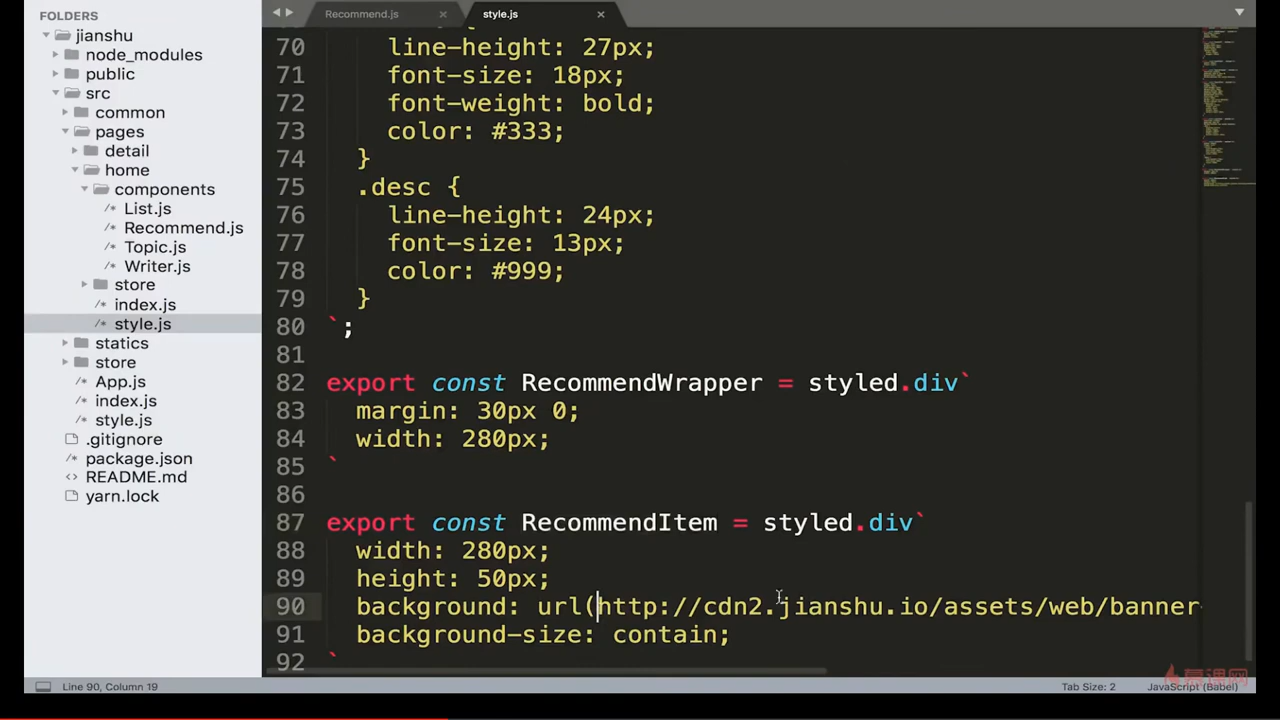 FOLDERS
jianshu
node_modules
public
src
common
pages
detail
home
components
List.js
Recommend.js
Topic.js
Writer.js
store
index.js
style.js
statics
store
App.js
index.js
style.js
.gitignore
package.json
README.md
yarn.lock
Recommend.js
style.js
70 line-height: 27px;
71 font-size: 18px;
72 font-weight: bold;
73 color: #333;
74 }
75 .desc {
76 line-height: 24px;
77 font-size: 13px;
78 color: #999;
79 }
80 `;
81
82 export const RecommendWrapper = styled.div`
83 margin: 30px 0;
84 width: 280px;
85 `
86
87 export const RecommendItem = styled.div`
88 width: 280px;
89 height: 50px;
90 background: url(http://cdn2.jianshu.io/assets/web/banner-
91 background-size: contain;
92 `
慕课网
Line 90, Column 19
Tab Size: 2
JavaScript (Babel)